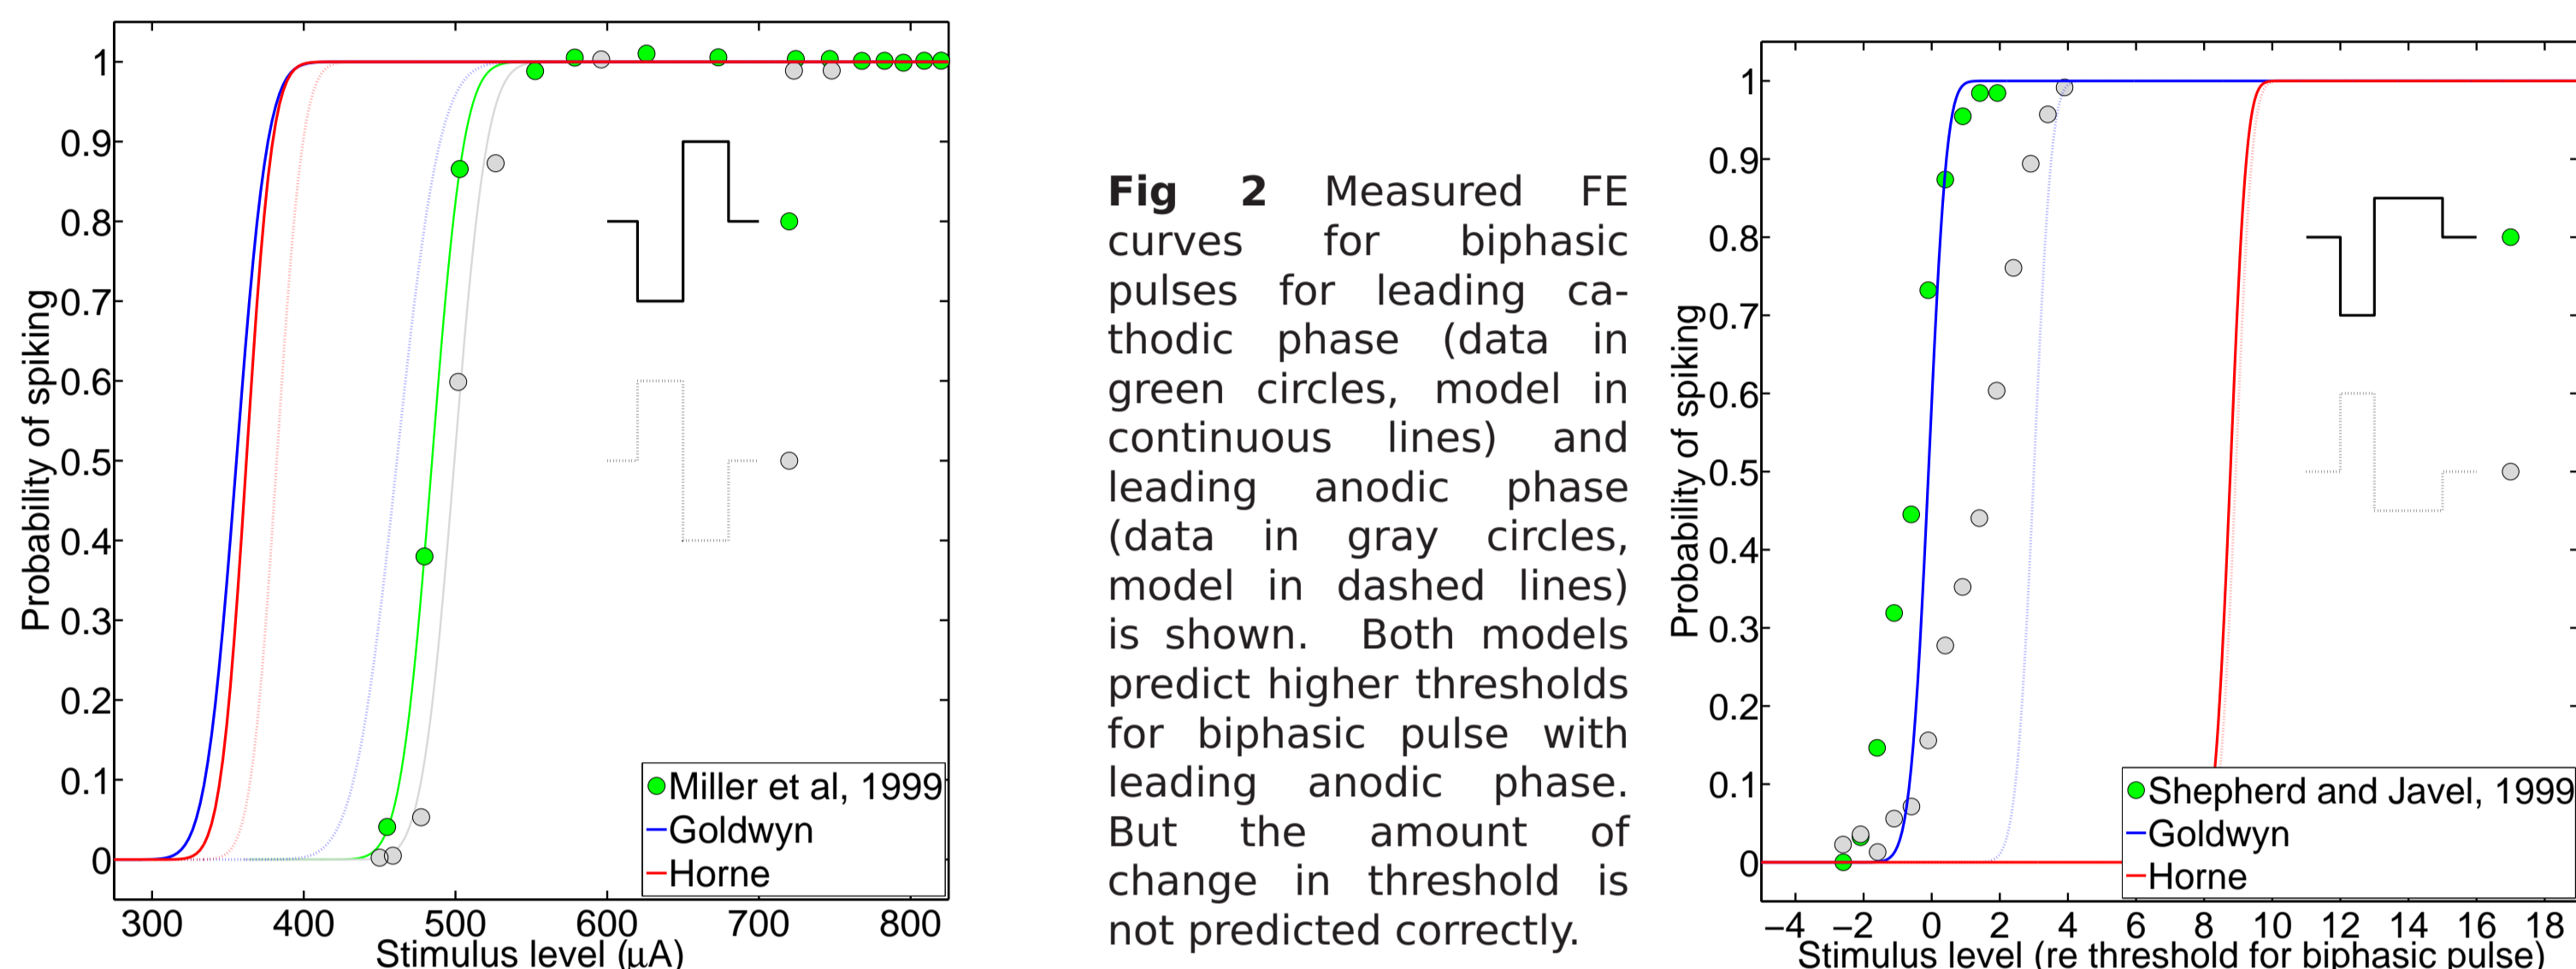 1
0.9
0.8
0.7
0.6
0.5
0.4
0.3
0.2
0.1
0
Probability of spiking
300 400 500 600 700 800
Stimulus level (μA)
Miller et al, 1999
Goldwyn
Horne
Fig 2 Measured FE
curves for biphasic
pulses for leading ca-
thodic phase (data in
green circles, model in
continuous lines) and
leading anodic phase
(data in gray circles,
model in dashed lines)
is shown. Both models
predict higher thresholds
for biphasic pulse with
leading anodic phase.
But the amount of
change in threshold is
not predicted correctly.
1
0.9
0.8
0.7
0.6
0.5
0.4
0.3
0.2
0.1
0
Probability of spiking
−4 −2 0 2 4 6 8 10 12 14 16 18
Stimulus level (re threshold for biphasic pulse)
Shepherd and Javel, 1999
Goldwyn
Horne